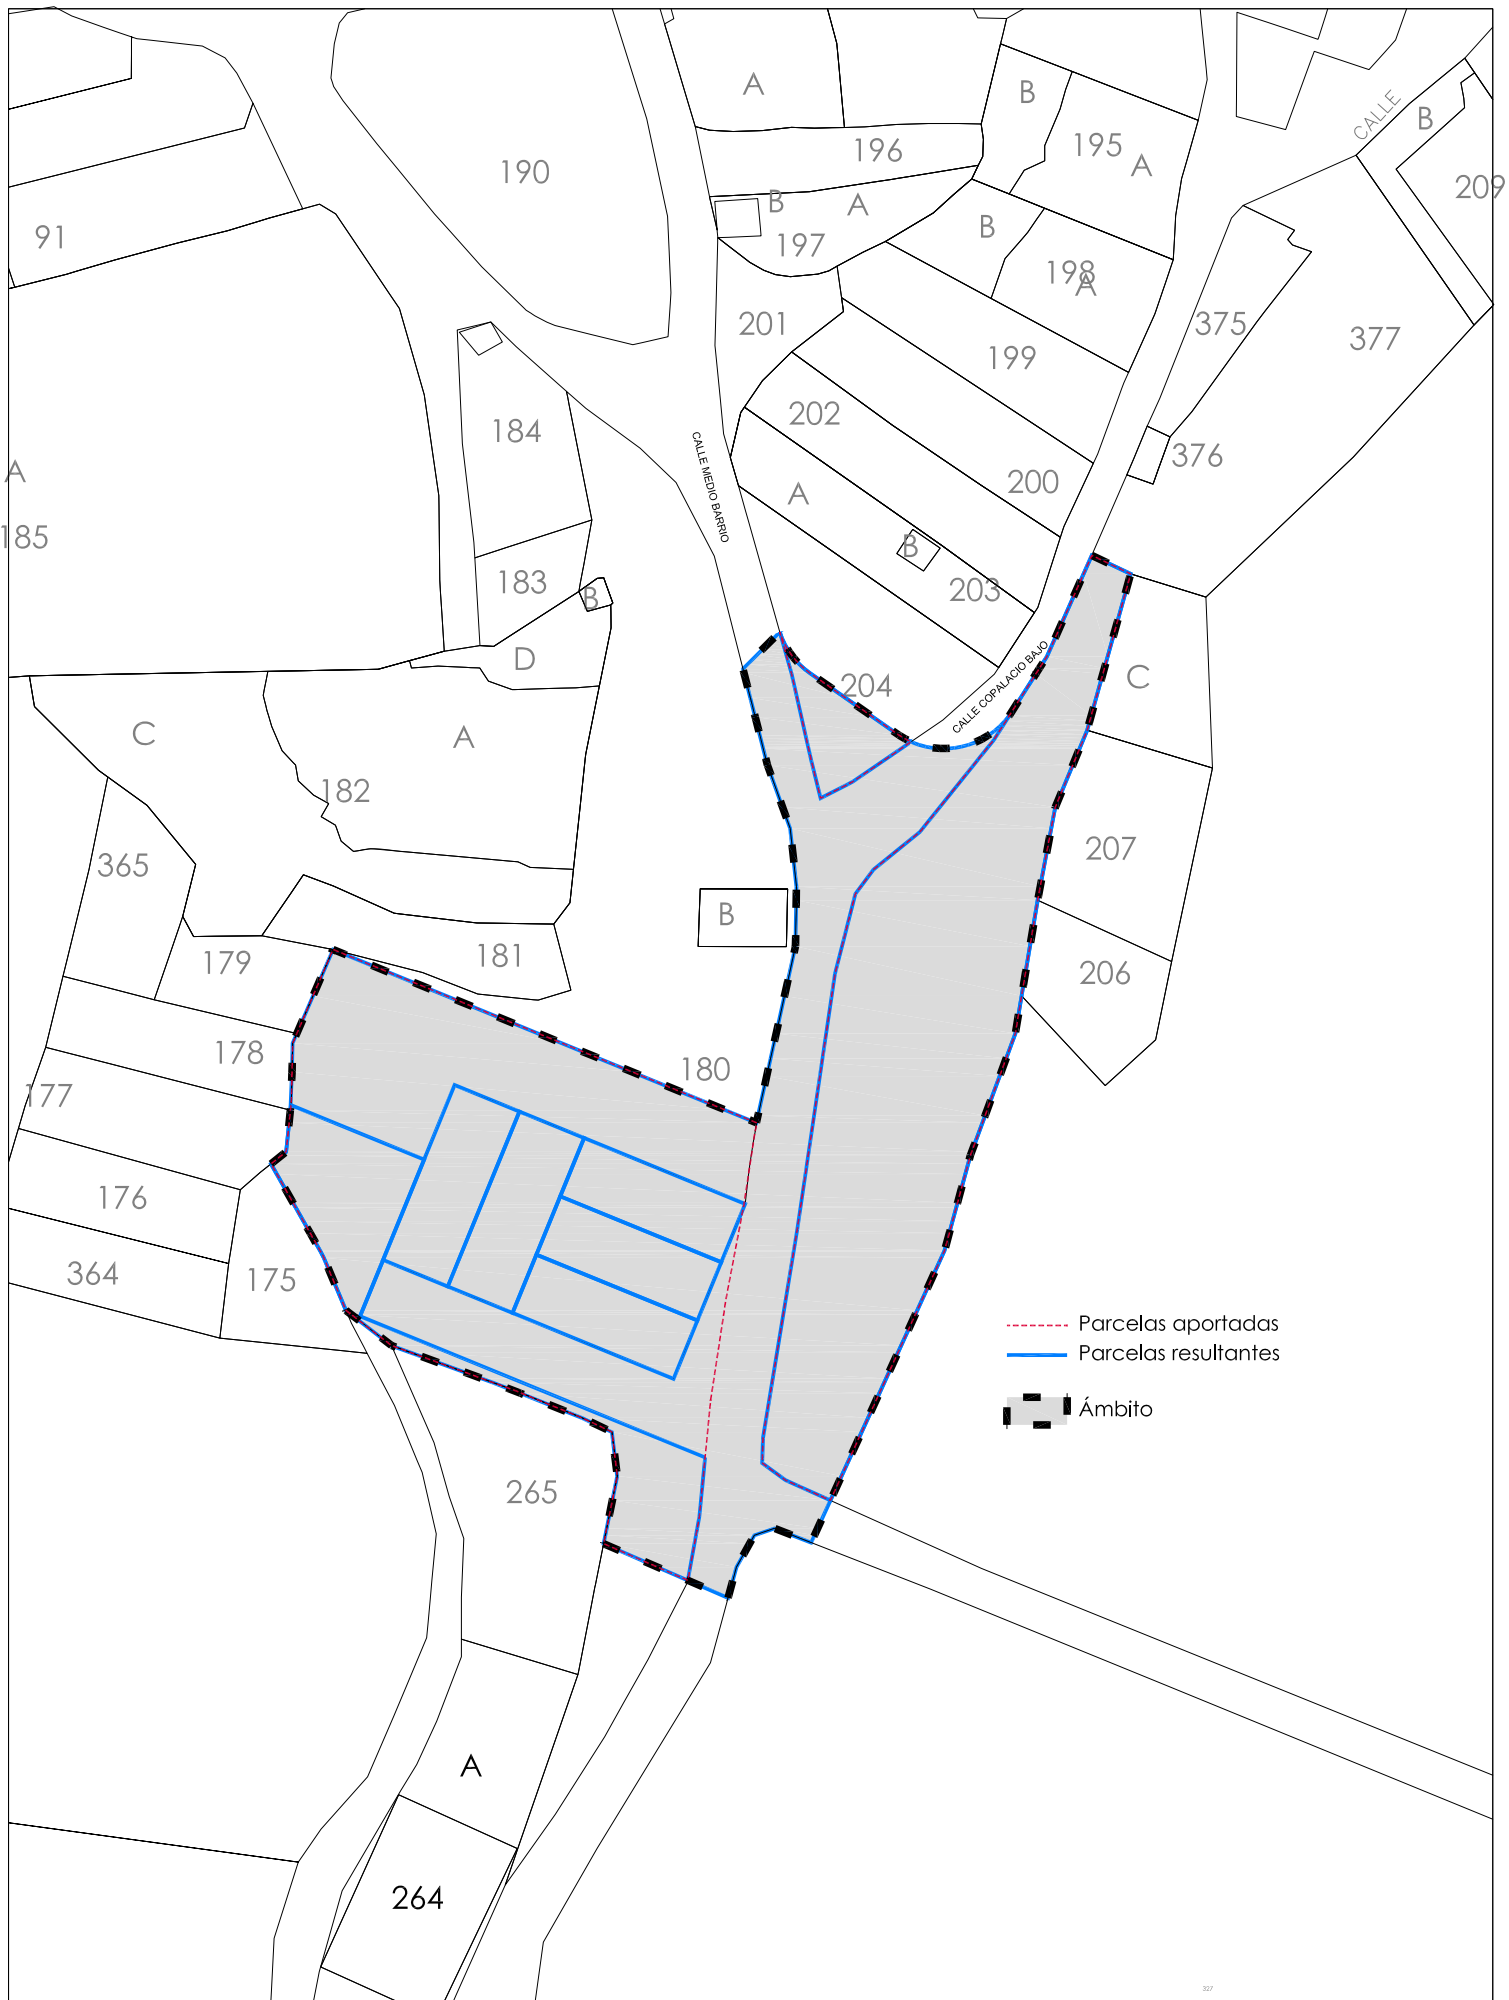 A
B
B
CALLE
196
195
A
190
209
B
A
B
91
197
198
A
201
375
377
199
184
202
376
A
CALLE MEDIO BARRIO
A
200
185
B
183
B
203
D
C
204
CALLE COPALACIO BAJO
C
A
182
207
365
B
179
181
206
178
180
177
176
364
175
Parcelas aportadas
Parcelas resultantes
Ámbito
265
A
264
327